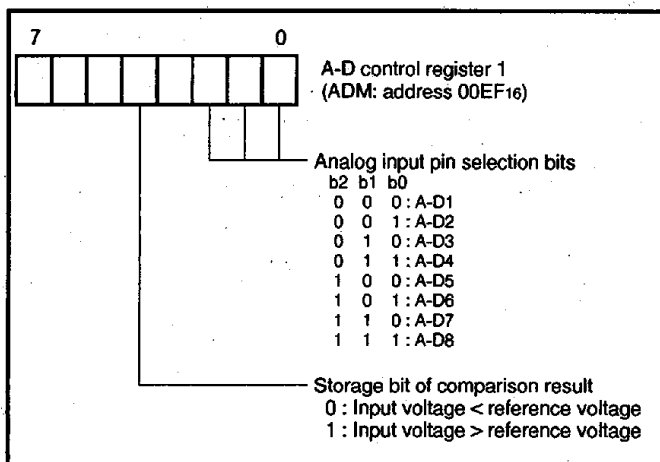 7 0
A-D control register 1
(ADM: address 00EF16)
Analog input pin selection bits
b2 b1 b0
0 0 0 : A-D1
0 0 1 : A-D2
0 1 0 : A-D3
0 1 1 : A-D4
1 0 0 : A-D5
1 0 1 : A-D6
1 1 0 : A-D7
1 1 1 : A-D8
Storage bit of comparison result
0 : Input voltage < reference voltage
1 : Input voltage > reference voltage